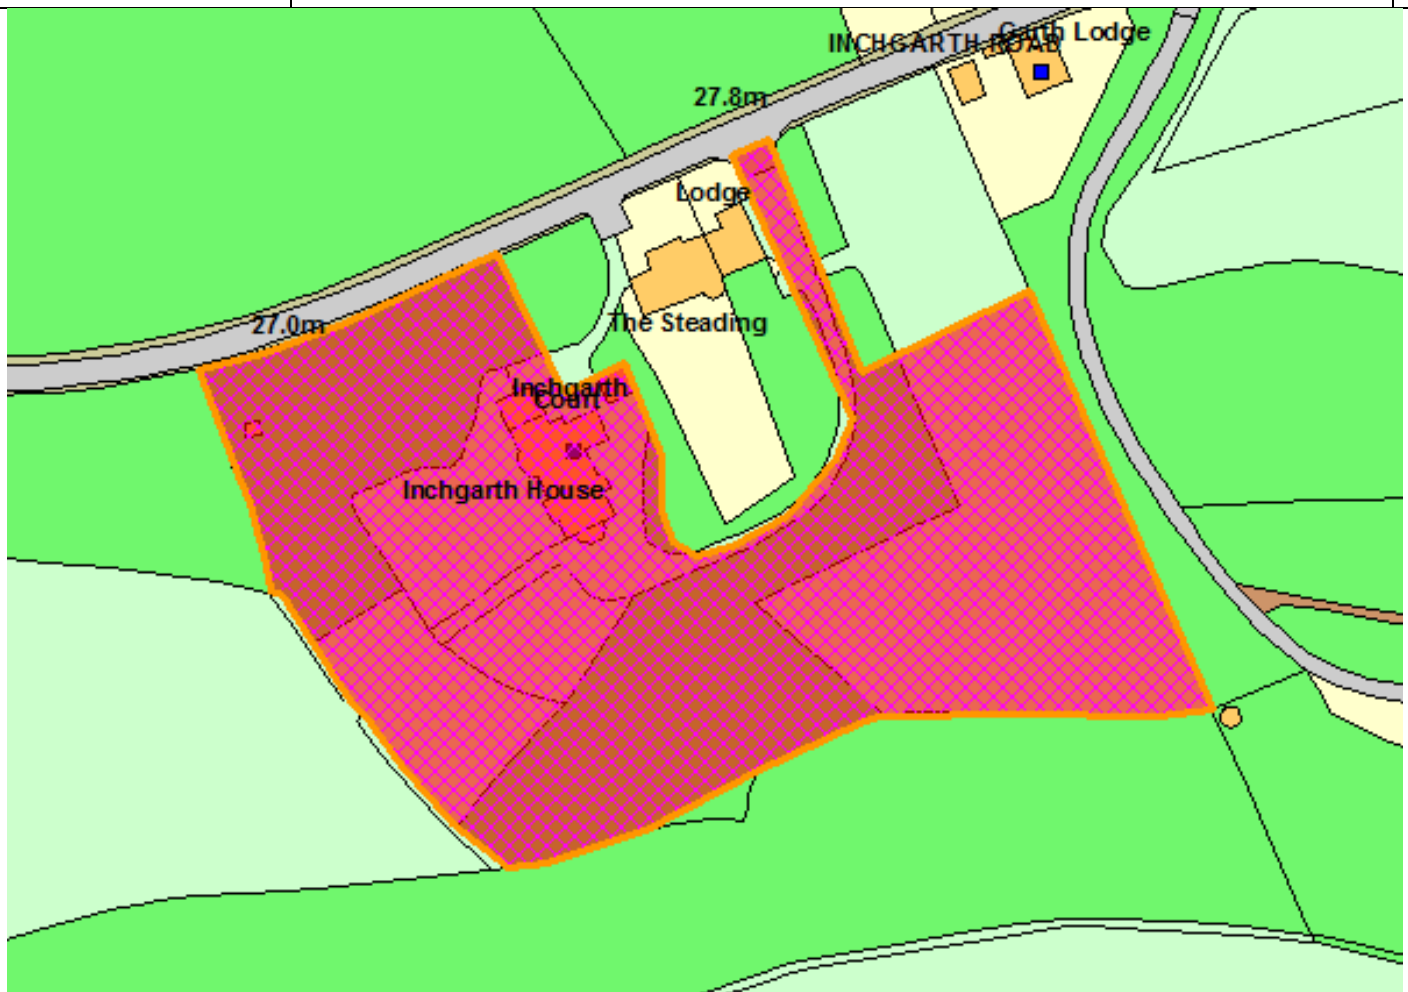 INCHGARTH ROAD
Garth Lodge
27.8m
Lodge
27.0m
The Steading
Inchgarth
Court
Inchgarth House